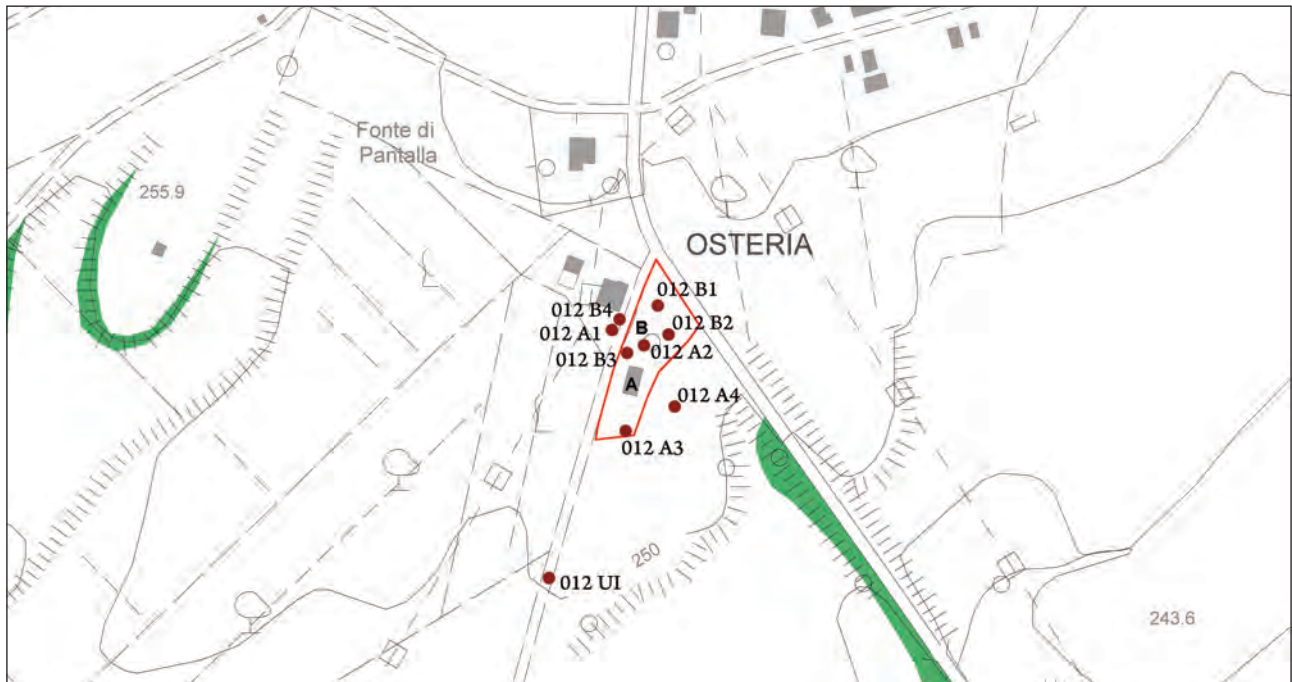 Fonte di
Pantalla
255.9
OSTERIA
012 B1
012 B4
B
012 B2
012 A1
012 A2
012 B3
A
012 A4
012 A3
250
012 UI
243.6